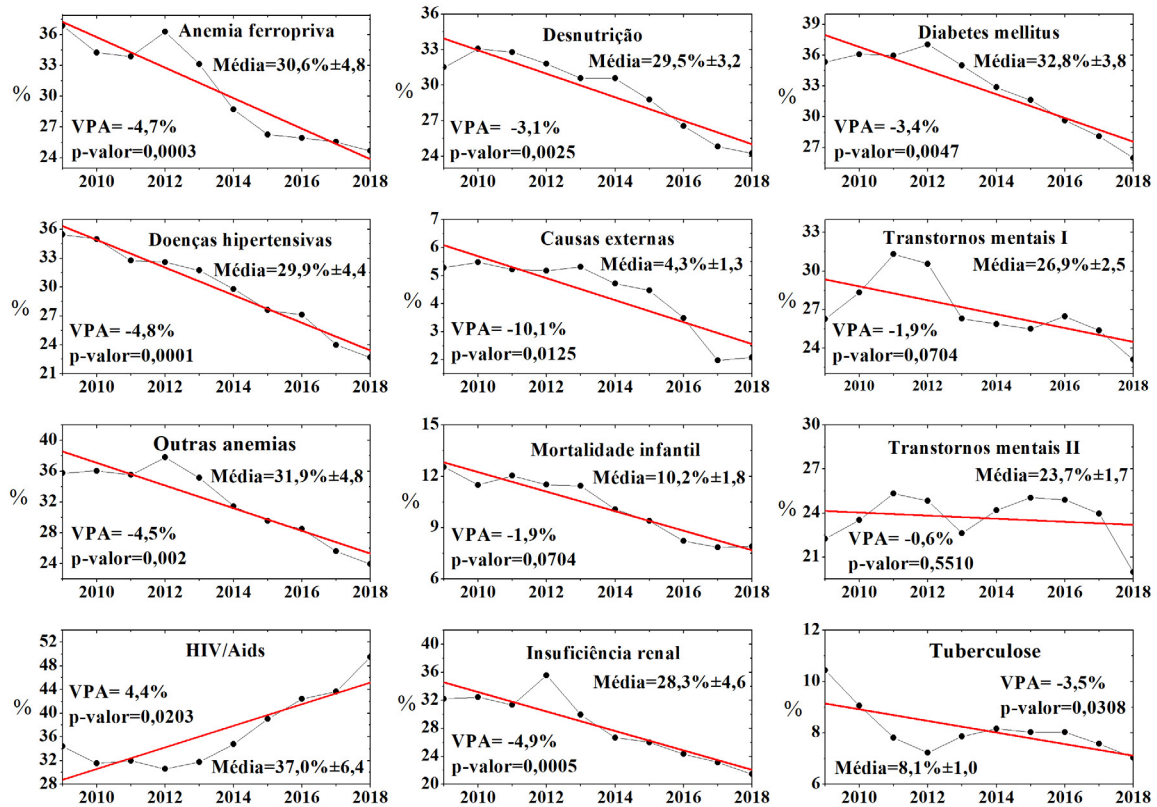 Anemia ferropriva
Média=30,6%±4,8
VPA= -4,7%
p-valor=0,0003
%
36
33
30
27
24
2010 2012 2014 2016 2018
Desnutrição
Média=29,5%±3,2
VPA= -3,1%
p-valor=0,0025
%
36
33
30
27
24
2010 2012 2014 2016 2018
Diabetes mellitus
Média=32,8%±3,8
VPA= -3,4%
p-valor=0,0047
%
39
36
33
30
27
2010 2012 2014 2016 2018
Doenças hipertensivas
Média=29,9%±4,4
VPA= -4,8%
p-valor=0,0001
%
36
33
30
27
24
21
2010 2012 2014 2016 2018
Causas externas
Média=4,3%±1,3
VPA= -10,1%
p-valor=0,0125
%
7
6
5
4
3
2
2010 2012 2014 2016 2018
Transtornos mentais I
Média=26,9%±2,5
VPA= -1,9%
p-valor=0,0704
%
33
30
27
24
2010 2012 2014 2016 2018
Outras anemias
Média=31,9%±4,8
VPA= -4,5%
p-valor=0,002
%
40
36
32
28
24
2010 2012 2014 2016 2018
Mortalidade infantil
Média=10,2%±1,8
VPA= -1,9%
p-valor=0,0704
%
15
12
9
6
2010 2012 2014 2016 2018
Transtornos mentais II
Média=23,7%±1,7
VPA= -0,6%
p-valor=0,5510
%
30
27
24
21
2010 2012 2014 2016 2018
HIV/Aids
VPA= 4,4%
p-valor=0,0203
Média=37,0%±6,4
%
52
48
44
40
36
32
28
2010 2012 2014 2016 2018
Insuficiência renal
Média=28,3%±4,6
VPA= -4,9%
p-valor=0,0005
%
40
36
32
28
24
20
2010 2012 2014 2016 2018
Tuberculose
VPA= -3,5%
p-valor=0,0308
Média=8,1%±1,0
%
12
10
8
6
2010 2012 2014 2016 2018